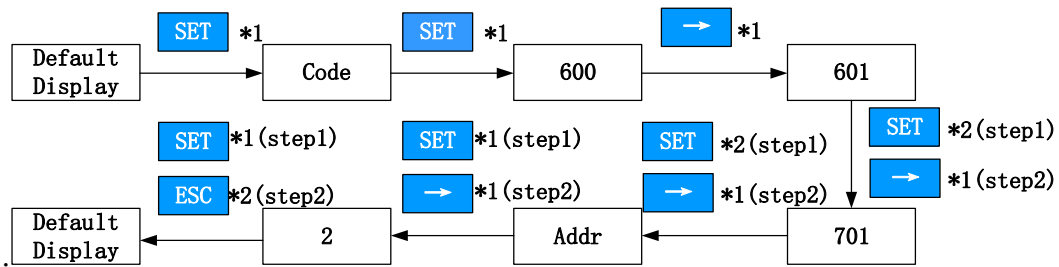 SET *1 SET *1 → *1
Default
Display
Code 600 601
SET *2(step1)
→ *1(step2)
SET *1(step1) SET *1(step1) SET *2(step1)
ESC *2(step2) → *1(step2) → *1(step2)
Default
Display
2 Addr 701
.